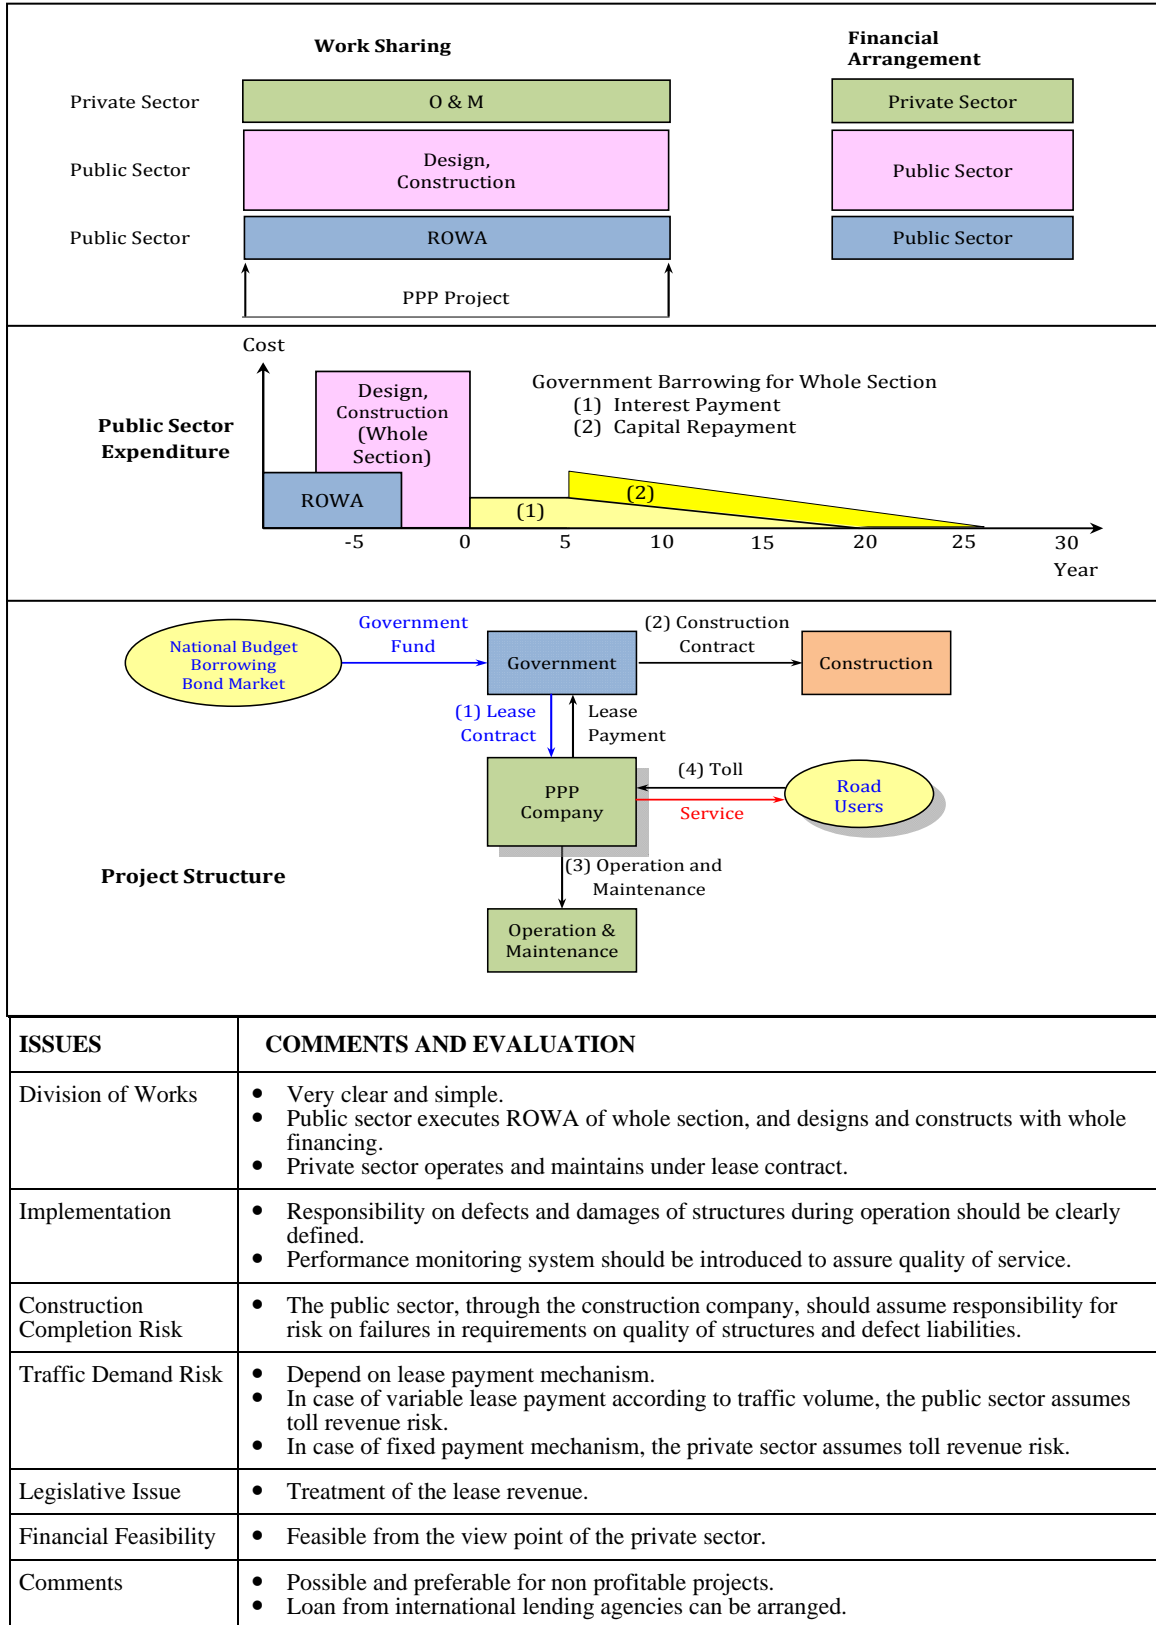 Work Sharing
Financial
Arrangement
Private Sector
O & M
Private Sector
Public Sector
Design,
Construction
Public Sector
Public Sector
ROWA
Public Sector
PPP Project
Cost
Public Sector
Expenditure
Design,
Construction
(Whole
Section)
ROWA
Government Barrowing for Whole Section
(1) Interest Payment
(2) Capital Repayment
(1)
(2)
-5 0 5 10 15 20 25 30
Year
National Budget
Borrowing
Bond Market
Government
Fund
Government
(2) Construction
Contract
Construction
(1) Lease
Contract
Lease
Payment
PPP
Company
(4) Toll
Service
Road
Users
(3) Operation and
Maintenance
Project Structure
Operation &
Maintenance
ISSUES
COMMENTS AND EVALUATION
Division of Works
• Very clear and simple.
• Public sector executes ROWA of whole section, and designs and constructs with whole
financing.
• Private sector operates and maintains under lease contract.
Implementation
• Responsibility on defects and damages of structures during operation should be clearly
defined.
• Performance monitoring system should be introduced to assure quality of service.
Construction
Completion Risk
• The public sector, through the construction company, should assume responsibility for
risk on failures in requirements on quality of structures and defect liabilities.
Traffic Demand Risk
• Depend on lease payment mechanism.
• In case of variable lease payment according to traffic volume, the public sector assumes
toll revenue risk.
• In case of fixed payment mechanism, the private sector assumes toll revenue risk.
Legislative Issue
• Treatment of the lease revenue.
Financial Feasibility
• Feasible from the view point of the private sector.
Comments
• Possible and preferable for non profitable projects.
• Loan from international lending agencies can be arranged.